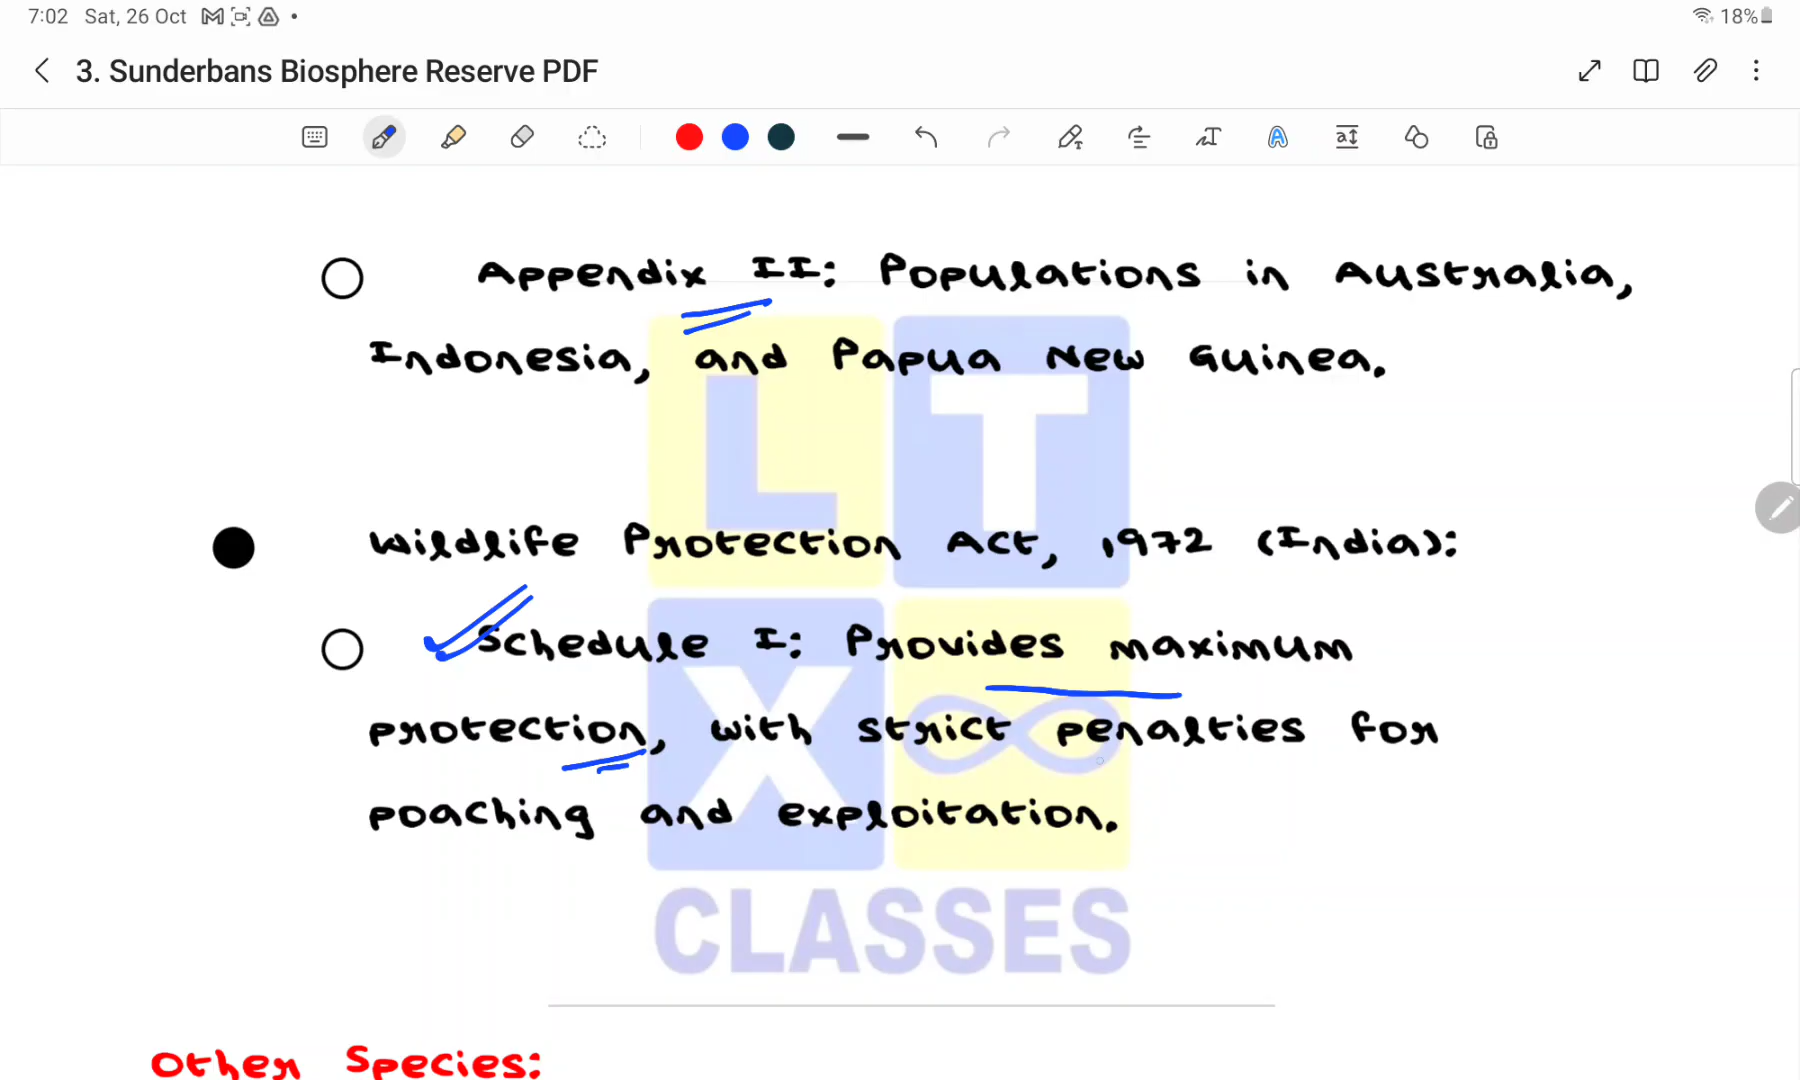 7:02 Sat, 26 Oct
18%
3. Sunderbans Biosphere Reserve PDF
Appendix II: Populations in Australia,
Indonesia, and Papua New Guinea.
Wildlife Protection Act, 1972 (India):
Schedule I: Provides maximum
protection, with strict penalties for
poaching and exploitation.
LT
X
CLASSES
Other Species: